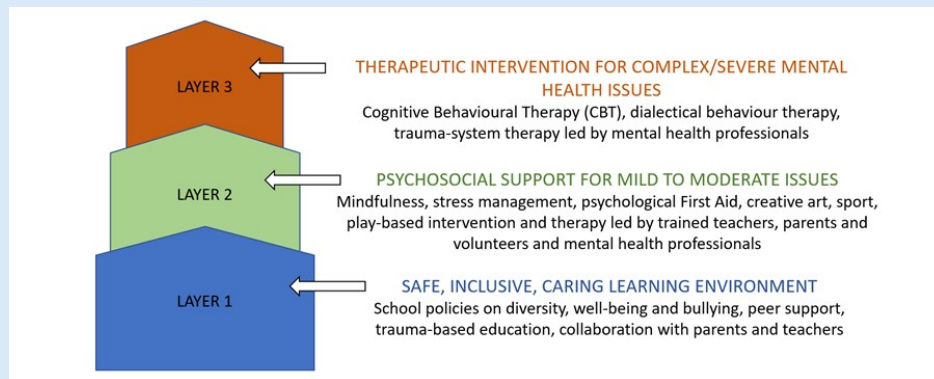 LAYER 3
THERAPEUTIC INTERVENTION FOR COMPLEX/SEVERE MENTAL
HEALTH ISSUES
Cognitive Behavioural Therapy (CBT), dialectical behaviour therapy,
trauma-system therapy led by mental health professionals
LAYER 2
PSYCHOSOCIAL SUPPORT FOR MILD TO MODERATE ISSUES
Mindfulness, stress management, psychological First Aid, creative art, sport,
play-based intervention and therapy led by trained teachers, parents and
volunteers and mental health professionals
LAYER 1
SAFE, INCLUSIVE, CARING LEARNING ENVIRONMENT
School policies on diversity, well-being and bullying, peer support,
trauma-based education, collaboration with parents and teachers